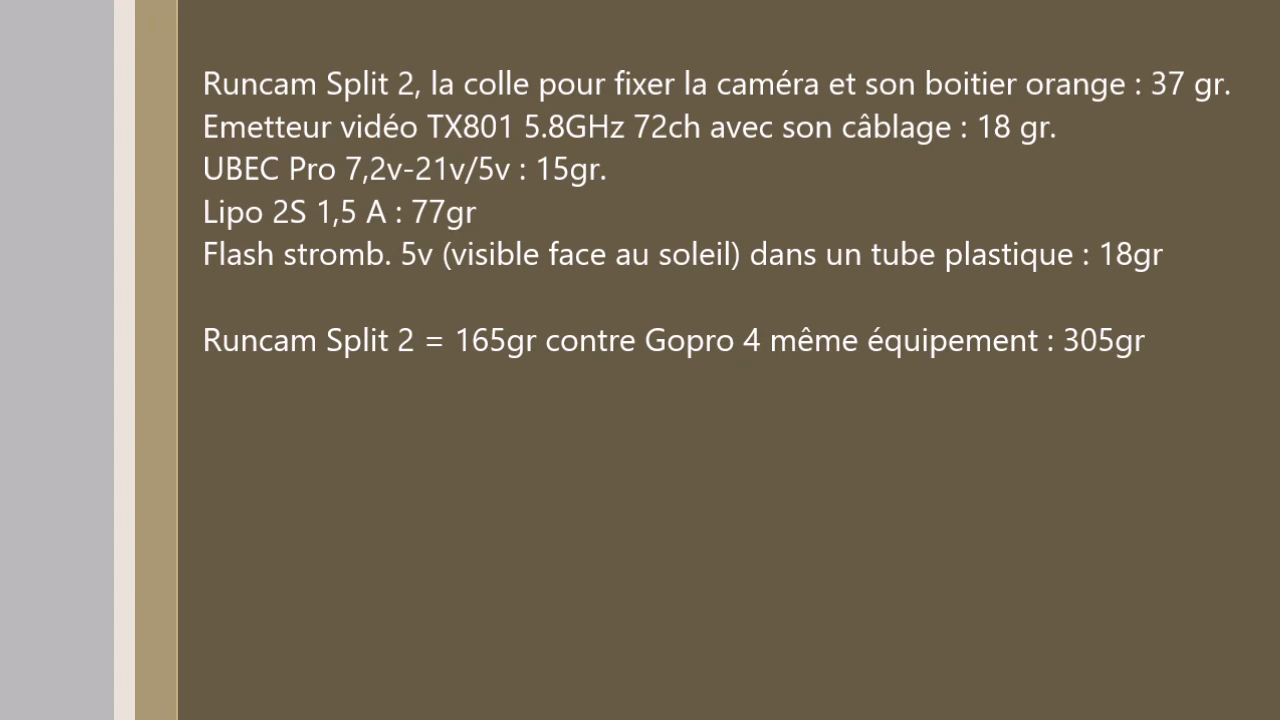 Runcam Split 2, la colle pour fixer la caméra et son boitier orange : 37 gr.
Emetteur vidéo TX801 5.8GHz 72ch avec son câblage : 18 gr.
UBEC Pro 7,2v-21v/5v : 15gr.
Lipo 2S 1,5 A : 77gr
Flash stromb. 5v (visible face au soleil) dans un tube plastique : 18gr
Runcam Split 2 = 165gr contre Gopro 4 même équipement : 305gr